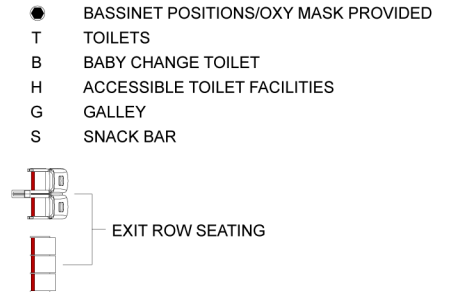 BASSINET POSITIONS/OXY MASK PROVIDED
T TOILETS
B BABY CHANGE TOILET
H ACCESSIBLE TOILET FACILITIES
G GALLEY
S SNACK BAR
EXIT ROW SEATING